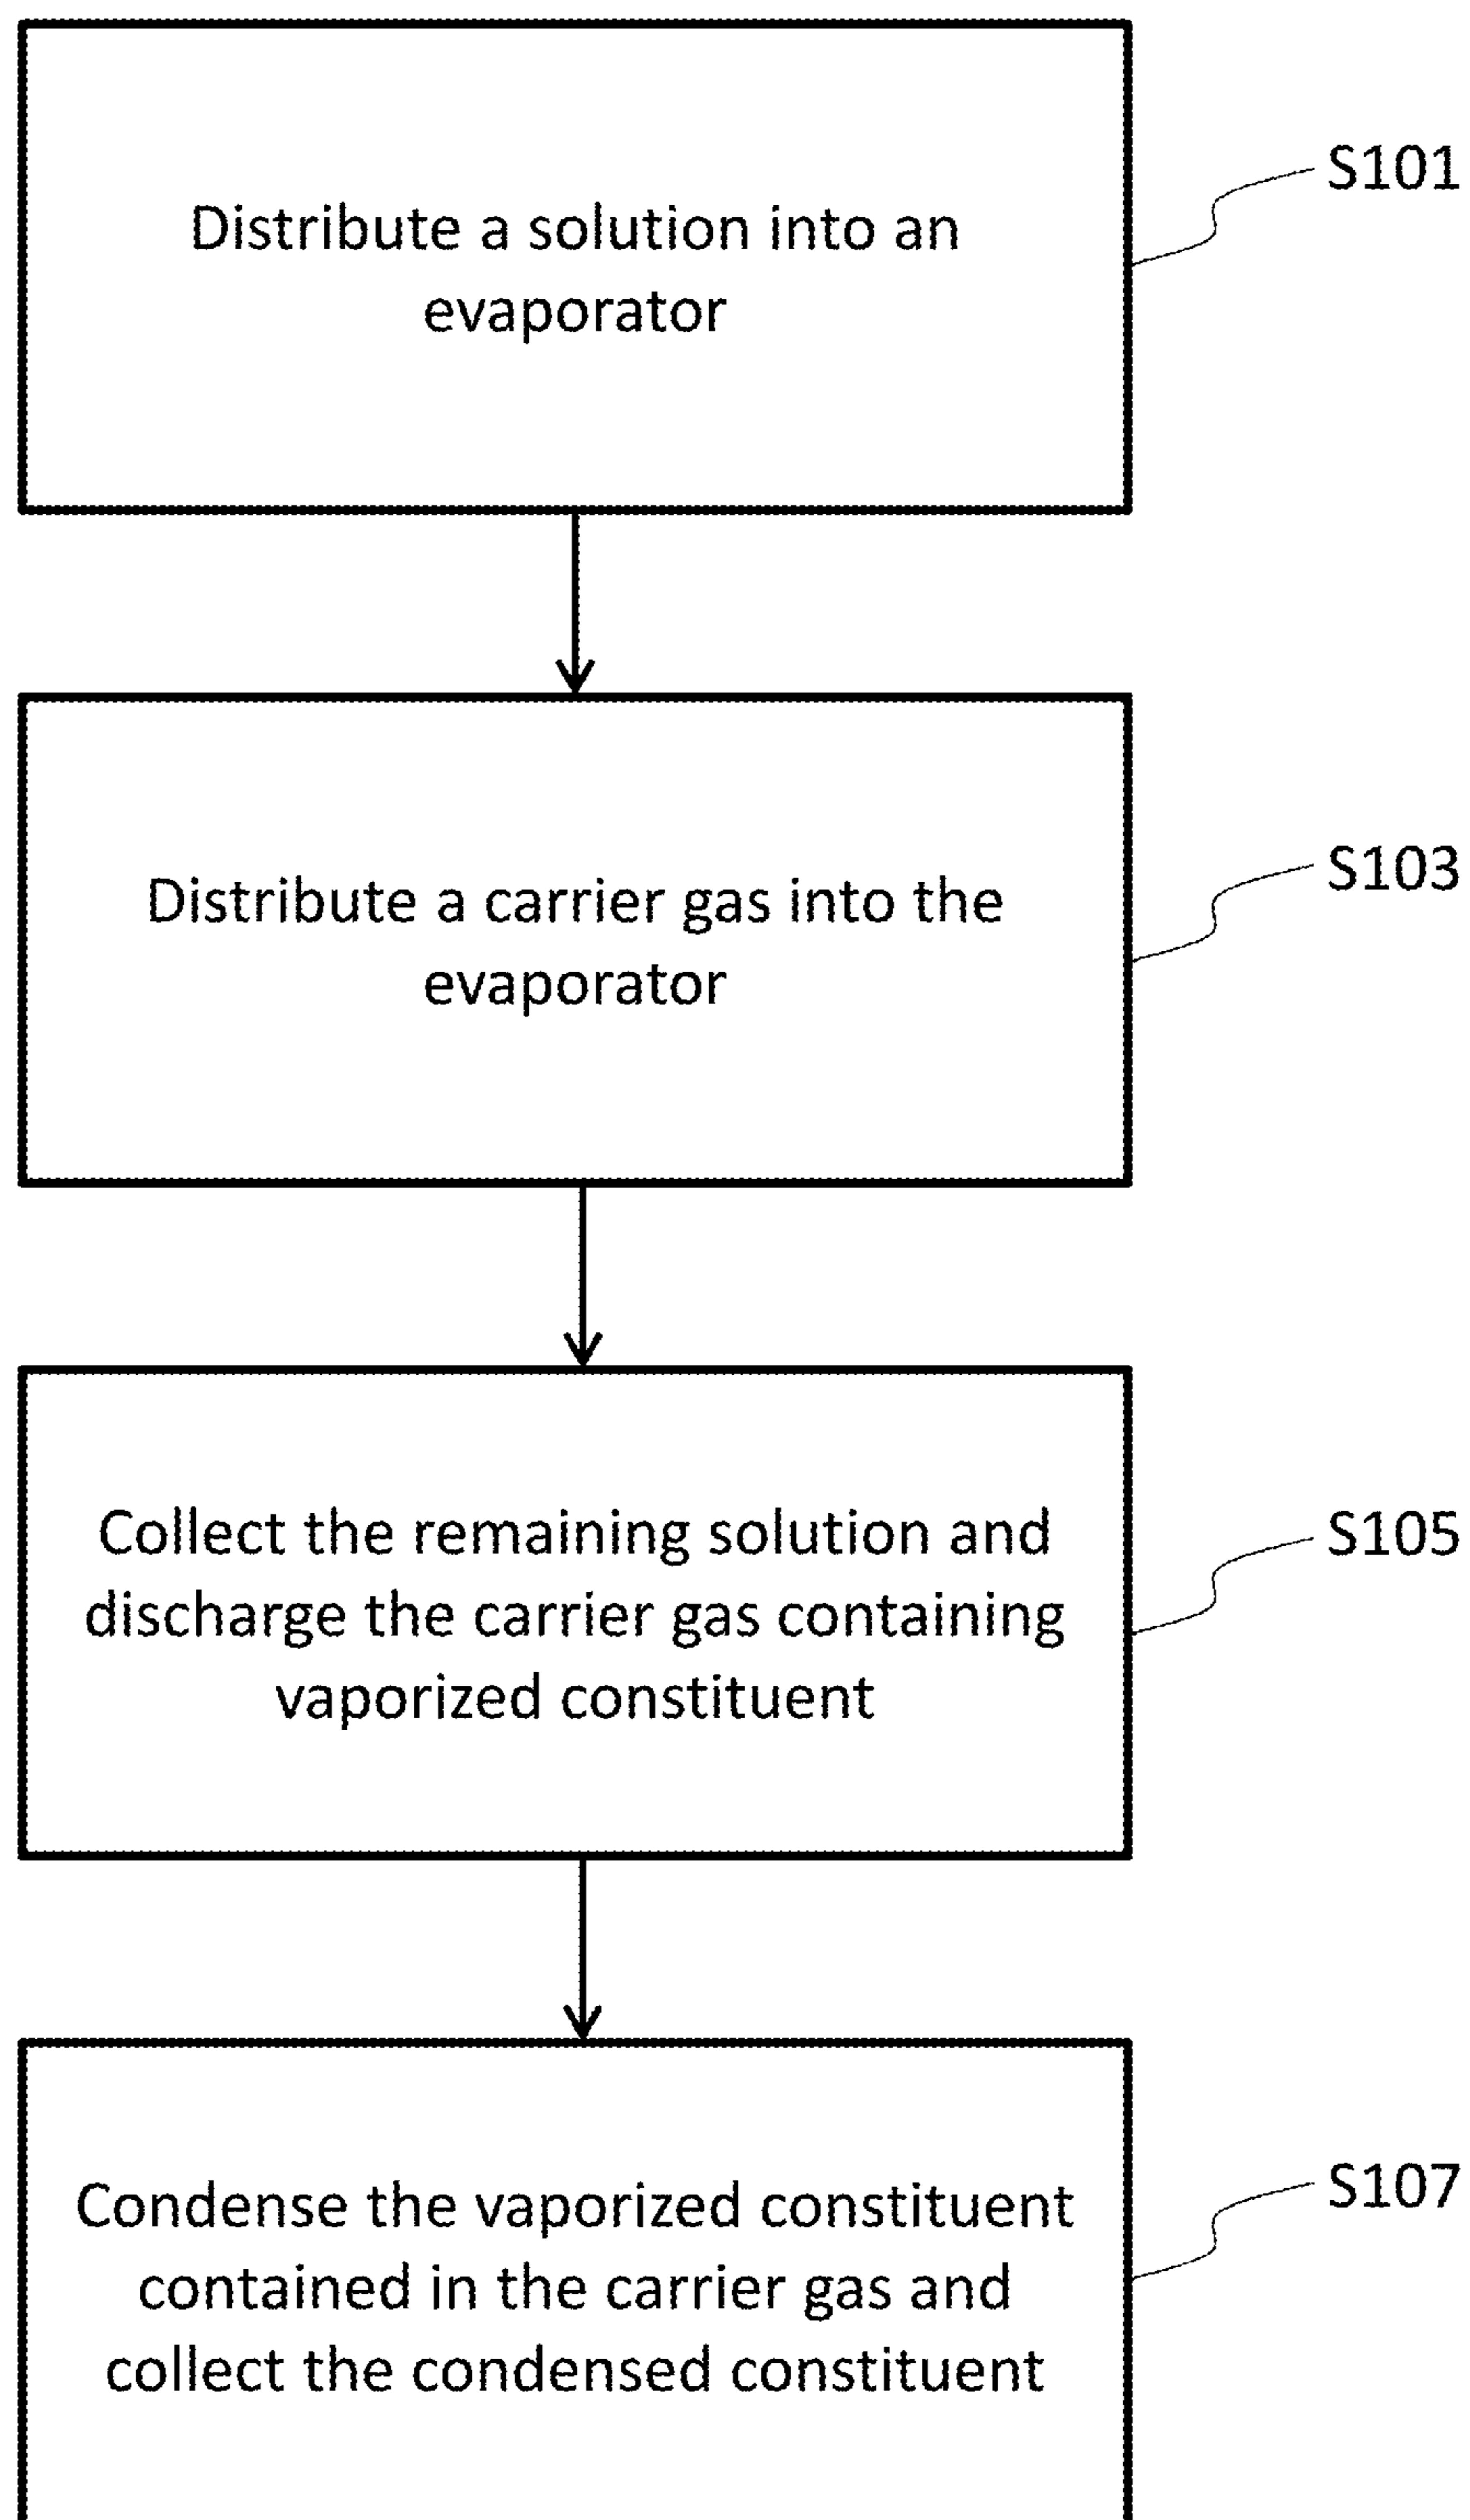 Distribute a solution into an
evaporator
S101
Distribute a carrier gas into the
evaporator
S103
Collect the remaining solution and
discharge the carrier gas containing
vaporized constituent
S105
Condense the vaporized constituent
contained in the carrier gas and
collect the condensed constituent
S107